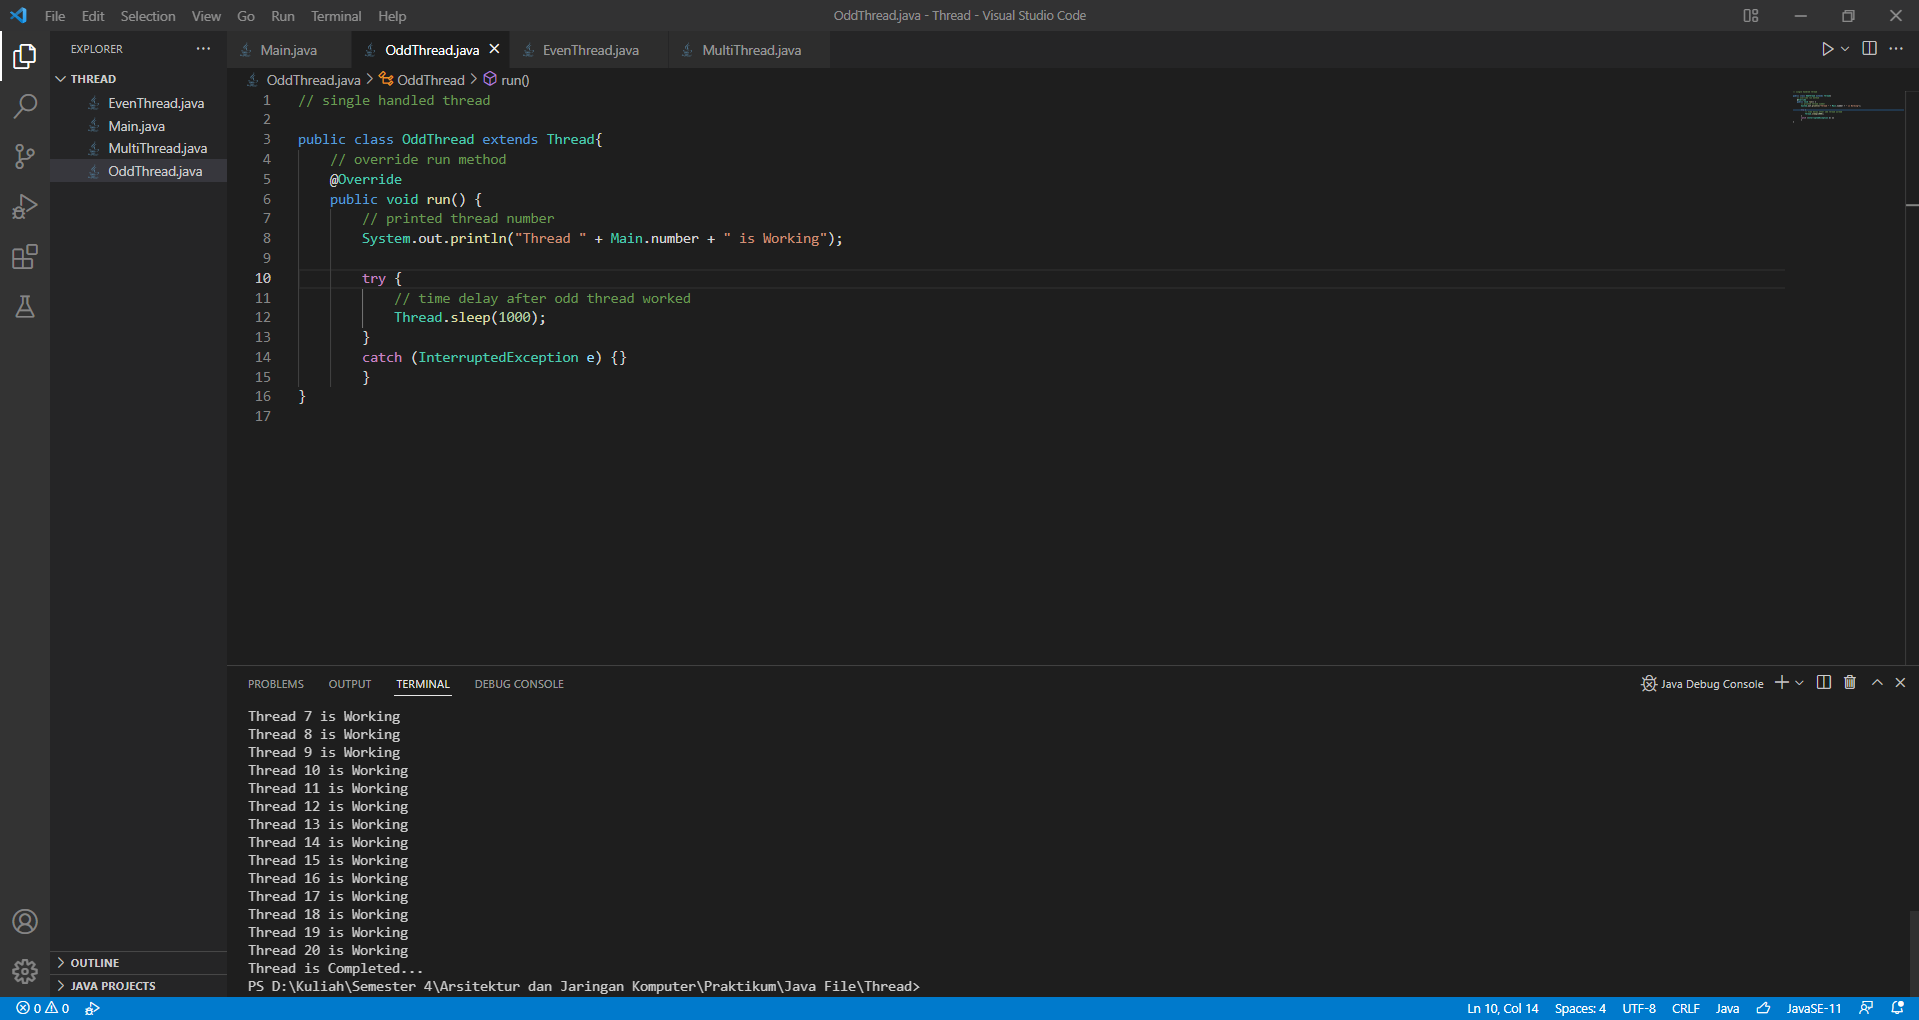 File Edit Selection View Go Run Terminal Help
OddThread.java - Thread - Visual Studio Code
EXPLORER
THREAD
EvenThread.java
Main.java
MultiThread.java
OddThread.java
OUTLINE
JAVA PROJECTS
Main.java OddThread.java EvenThread.java MultiThread.java
OddThread.java > OddThread > run()
1 // single handled thread
2
3 public class OddThread extends Thread{
4 // override run method
5 @Override
6 public void run() {
7 // printed thread number
8 System.out.println("Thread " + Main.number + " is Working");
9
10 try {
11 // time delay after odd thread worked
12 Thread.sleep(1000);
13 }
14 catch (InterruptedException e) {}
15 }
16 }
17
PROBLEMS OUTPUT TERMINAL DEBUG CONSOLE
Java Debug Console
Thread 7 is Working
Thread 8 is Working
Thread 9 is Working
Thread 10 is Working
Thread 11 is Working
Thread 12 is Working
Thread 13 is Working
Thread 14 is Working
Thread 15 is Working
Thread 16 is Working
Thread 17 is Working
Thread 18 is Working
Thread 19 is Working
Thread 20 is Working
Thread is Completed...
PS D:\Kuliah\Semester 4\Arsitektur dan Jaringan Komputer\Praktikum\Java File\Thread>
0 0
Ln 10, Col 14 Spaces: 4 UTF-8 CRLF Java JavaSE-11